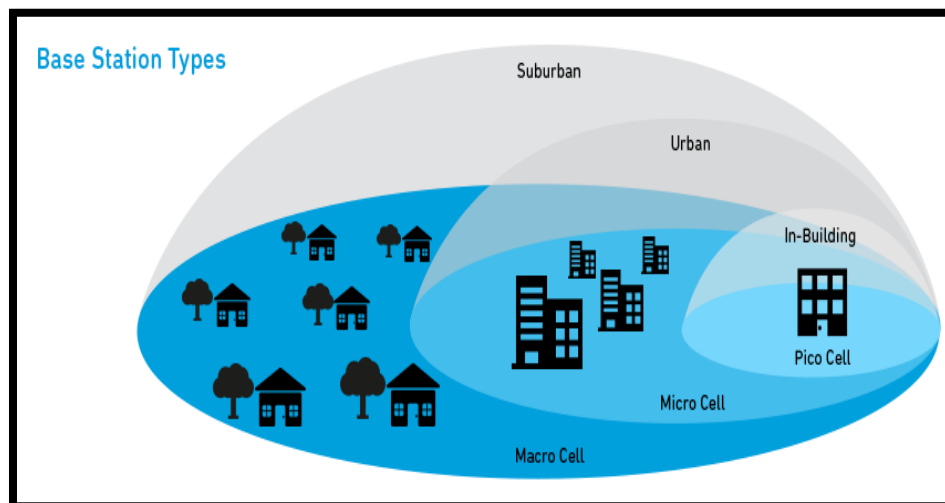 Base Station Types
Suburban
Urban
In-Building
Pico Cell
Micro Cell
Macro Cell